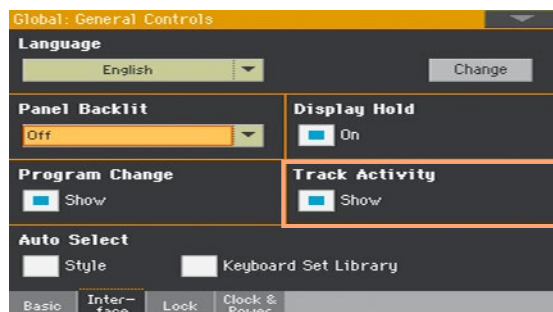 Global: General Controls
Language
English
Change
Panel Backlit
Display Hold
Off
On
Program Change
Track Activity
Show
Show
Auto Select
Style
Keyboard Set Library
Basic
Inter-
face
Lock
Clock &
Power